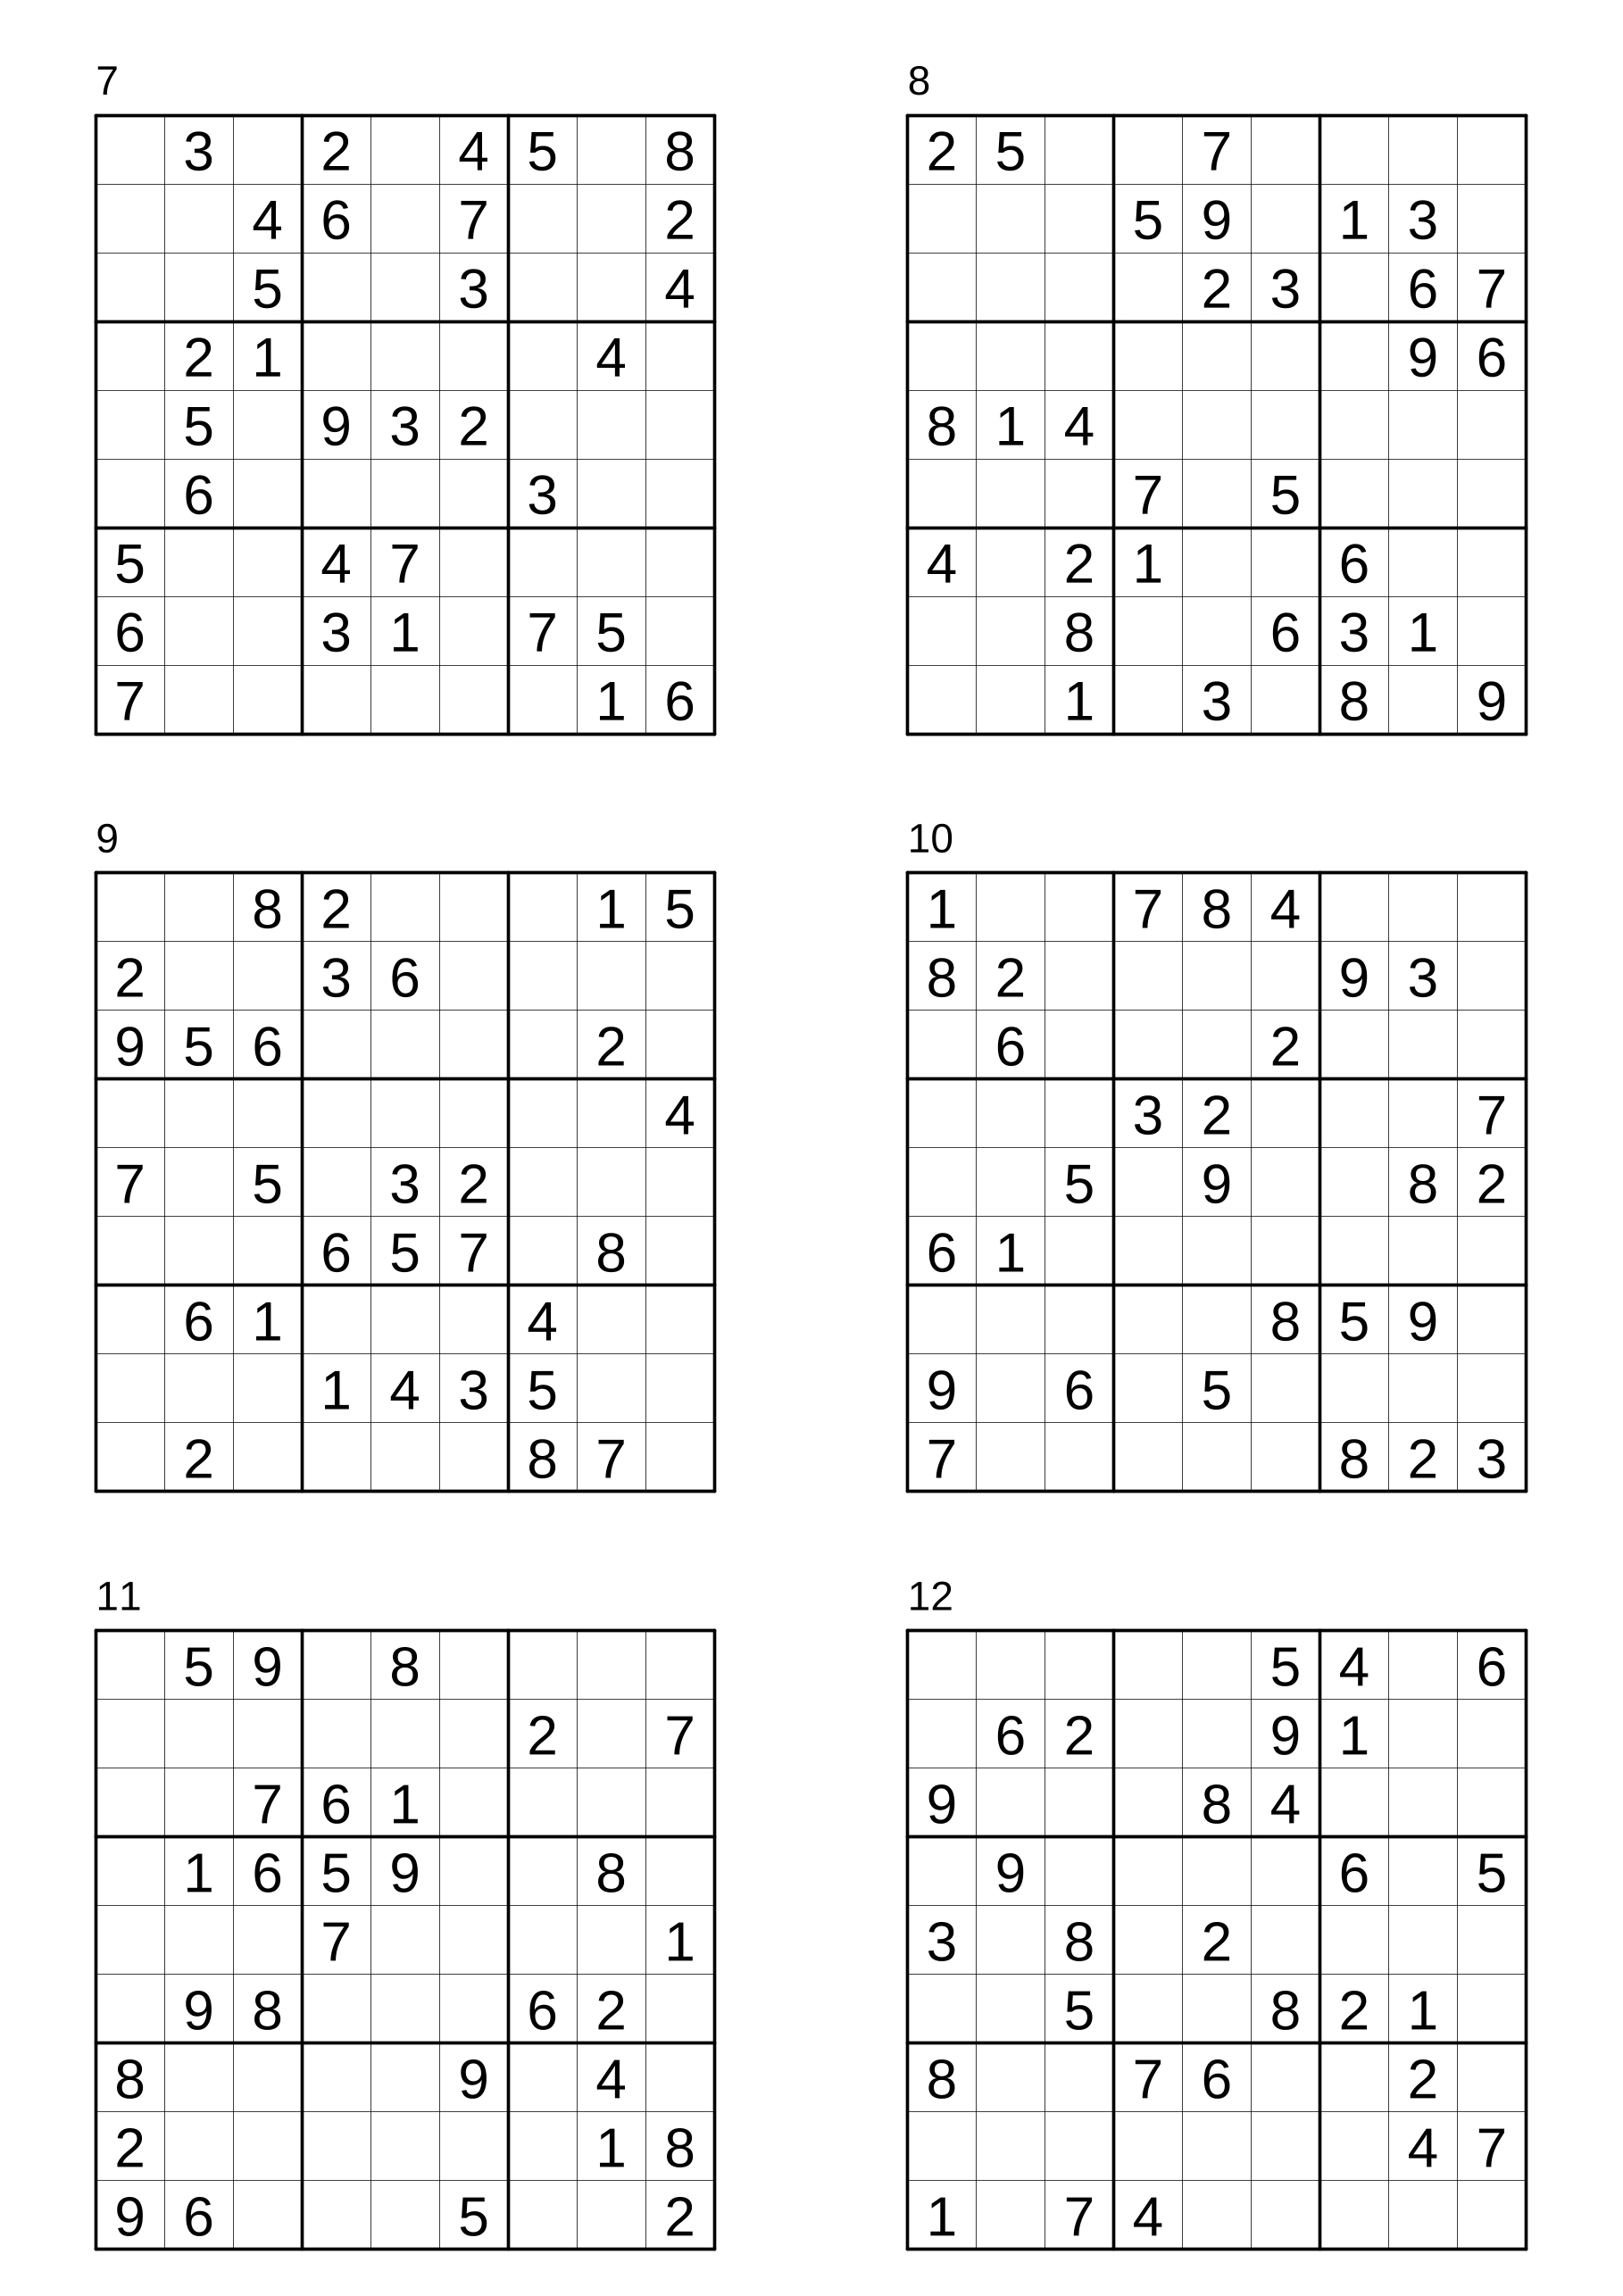 7
3 2 4 5 8
4 6 7 2
5 3 4
2 1 4
5 9 3 2
6 3
5 4 7
6 3 1 7 5
7 1 6
8
2 5 7
5 9 1 3
2 3 6 7
9 6
8 1 4
7 5
4 2 1 6
8 6 3 1
1 3 8 9
9
8 2 1 5
2 3 6
9 5 6 2
4
7 5 3 2
6 5 7 8
6 1 4
1 4 3 5
2 8 7
10
1 7 8 4
8 2 9 3
6 2
3 2 7
5 9 8 2
6 1
8 5 9
9 6 5
7 8 2 3
11
5 9 8
2 7
7 6 1
1 6 5 9 8
7 1
9 8 6 2
8 9 4
2 1 8
9 6 5 2
12
5 4 6
6 2 9 1
9 8 4
9 6 5
3 8 2
5 8 2 1
8 7 6 2
4 7
1 7 4